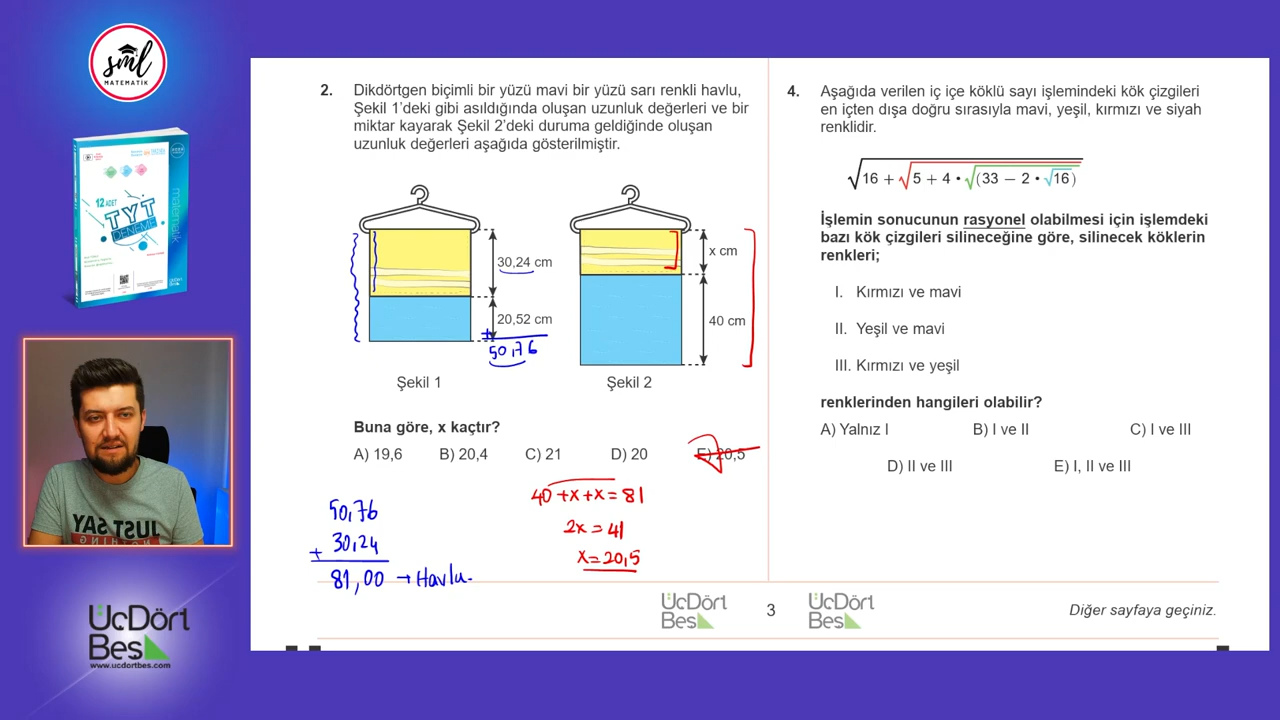 sml
MATEMATİK
12 ADET
TYT
DENEME
matematik
JUST
SAY
NOTHING
ÜçDört
Beş
www.ucdortbes.com
2. Dikdörtgen biçimli bir yüzü mavi bir yüzü sarı renkli havlu,
Şekil 1'deki gibi asıldığında oluşan uzunluk değerleri ve bir
miktar kayarak Şekil 2'deki duruma geldiğinde oluşan
uzunluk değerleri aşağıda gösterilmiştir.
30,24 cm
20,52 cm
+
50,76
x cm
40 cm
Şekil 1
Şekil 2
Buna göre, x kaçtır?
A) 19,6 B) 20,4 C) 21 D) 20 E) 20,5
50,76
+ 30,24
81,00 → Havlu
40 + x + x = 81
2x = 41
x = 20,5
4. Aşağıda verilen iç içe köklü sayı işlemindeki kök çizgileri
en içten dışa doğru sırasıyla mavi, yeşil, kırmızı ve siyah
renklidir.
√16 + √5 + 4 • √(33 − 2 • √16)
İşlemin sonucunun rasyonel olabilmesi için işlemdeki
bazı kök çizgileri silineceğine göre, silinecek köklerin
renkleri;
I. Kırmızı ve mavi
II. Yeşil ve mavi
III. Kırmızı ve yeşil
renklerinden hangileri olabilir?
A) Yalnız I B) I ve II C) I ve III
D) II ve III E) I, II ve III
ÜçDört
Beş
3
ÜçDört
Beş
Diğer sayfaya geçiniz.